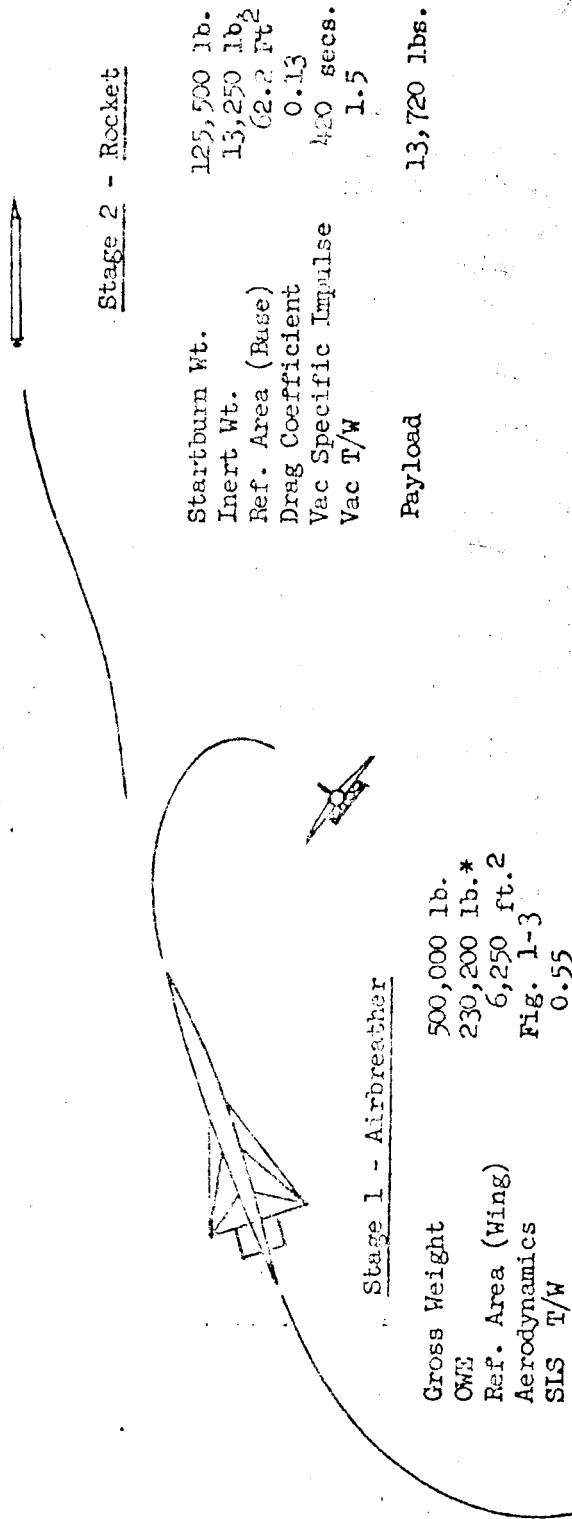 Stage 2 - Rocket
Startburn Wt. 125,500 lb.
Inert Wt. 13,250 lb.
Ref. Area (Base) 62.2 Ft2
Drag Coefficient 0.13
Vac Specific Impulse 420 secs.
Vac T/W 1.5
Payload 13,720 lbs.
Stage 1 - Airbreather
Gross Weight 500,000 lb.
OWE 230,200 lb.*
Ref. Area (Wing) 6,250 ft.2
Aerodynamics Fig. 1-3
SLS T/W 0.55